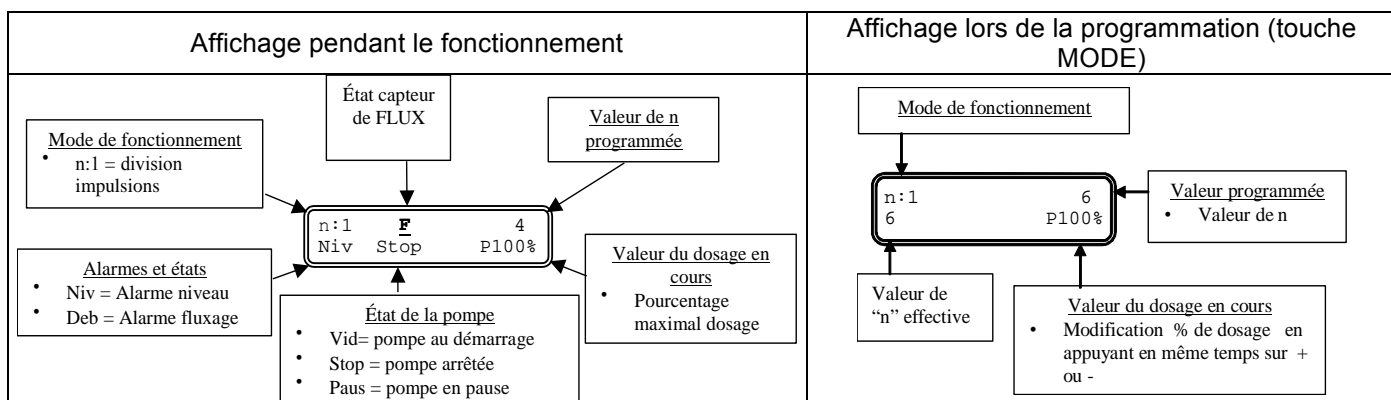 Affichage pendant le fonctionnement
Affichage lors de la programmation (touche
MODE)
État capteur
de FLUX
Mode de fonctionnement
• n:1 = division
impulsions
Valeur de n
programmée
n:1 F 4
Niv Stop P100%
Alarmes et états
• Niv = Alarme niveau
• Deb = Alarme fluxage
État de la pompe
• Vid= pompe au démarrage
• Stop = pompe arrêtée
• Paus = pompe en pause
Valeur du dosage en
cours
• Pourcentage
maximal dosage
Mode de fonctionnement
n:1 6
6 P100%
Valeur programmée
• Valeur de n
Valeur de
“n” effective
Valeur du dosage en cours
• Modification % de dosage en
appuyant en même temps sur +
ou -